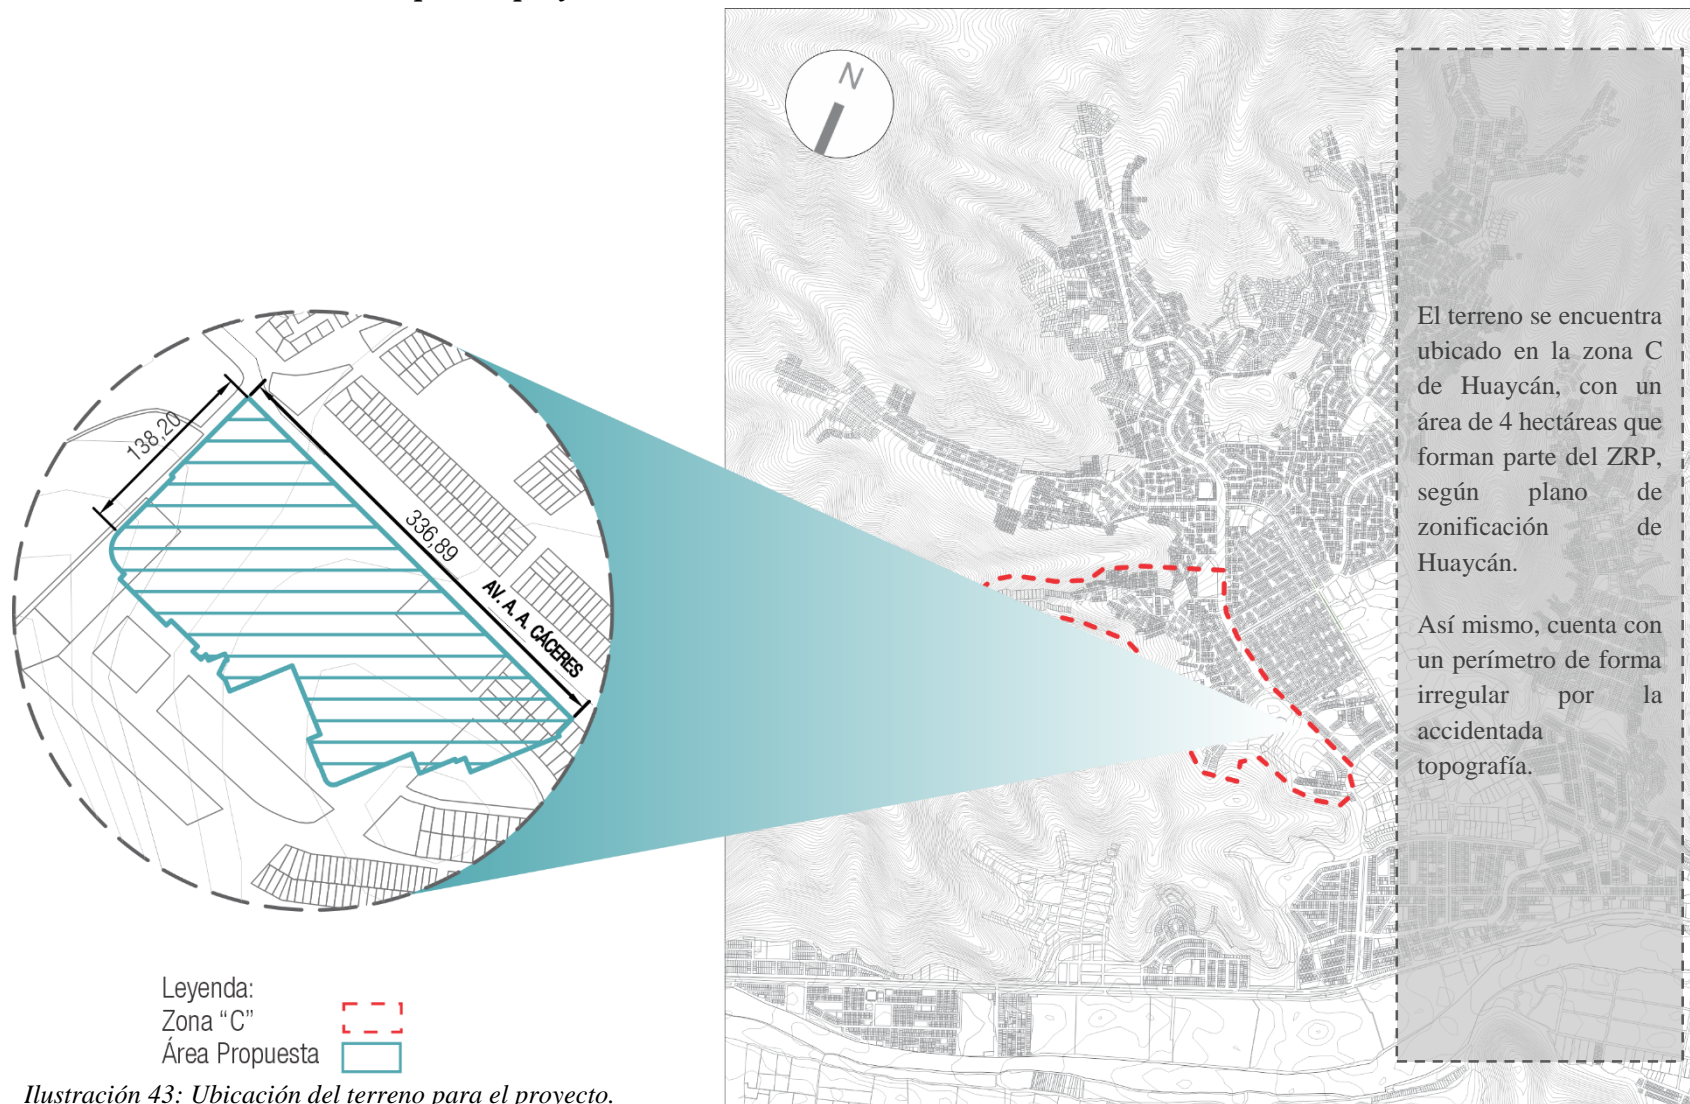 N
El terreno se encuentra
ubicado en la zona C
de Huaycán, con un
área de 4 hectáreas que
forman parte del ZRP,
según plano de
zonificación de
Huaycán.
Así mismo, cuenta con
un perímetro de forma
irregular por la
accidentada
topografía.
138,20
336,89
AV. A. A. CÁCERES
Leyenda:
Zona “C”
Área Propuesta
Ilustración 43: Ubicación del terreno para el proyecto.